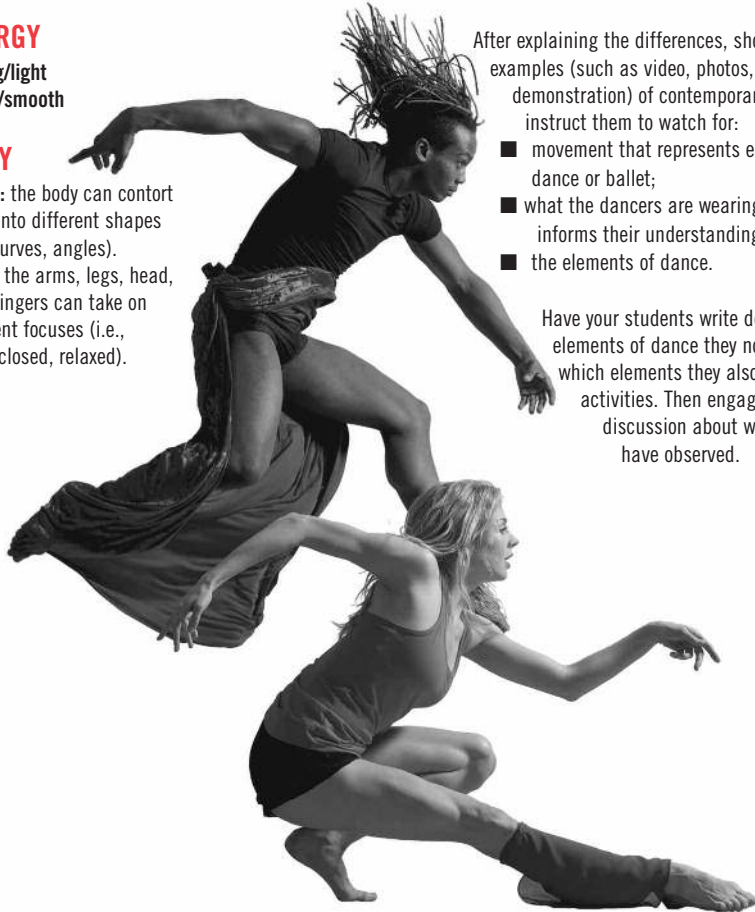 RGY
g/light
/smooth
Y
: the body can contort
nto different shapes
urves, angles).
the arms, legs, head,
ingers can take on
ent focuses (i.e.,
closed, relaxed).
After explaining the differences, sho
examples (such as video, photos,
demonstration) of contemporar
instruct them to watch for:
■ movement that represents e
dance or ballet;
■ what the dancers are wearing
informs their understanding
■ the elements of dance.
Have your students write do
elements of dance they no
which elements they also
activities. Then engag
discussion about w
have observed.